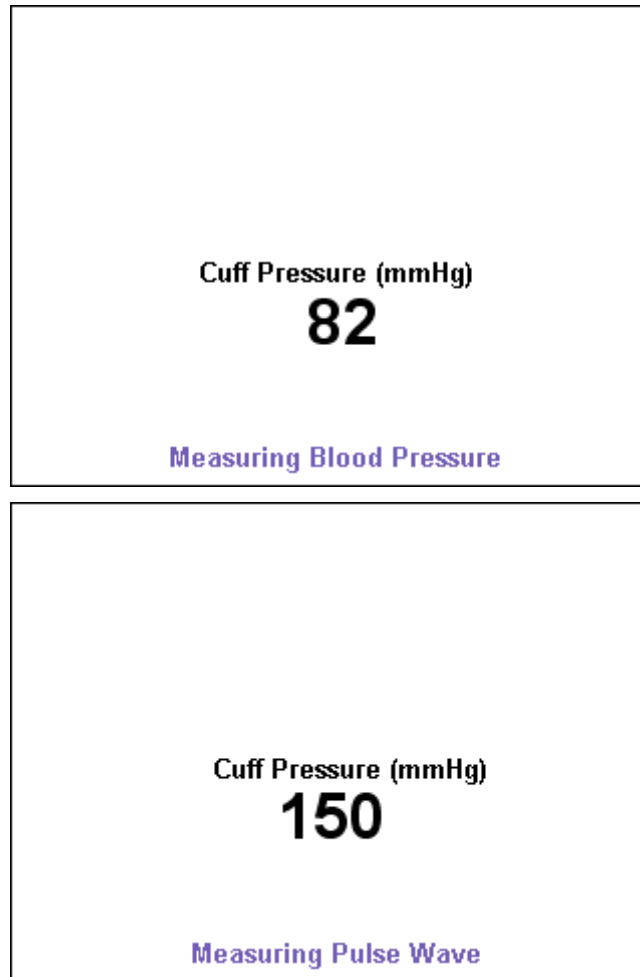 Cuff Pressure (mmHg)
82
Measuring Blood Pressure
Cuff Pressure (mmHg)
150
Measuring Pulse Wave